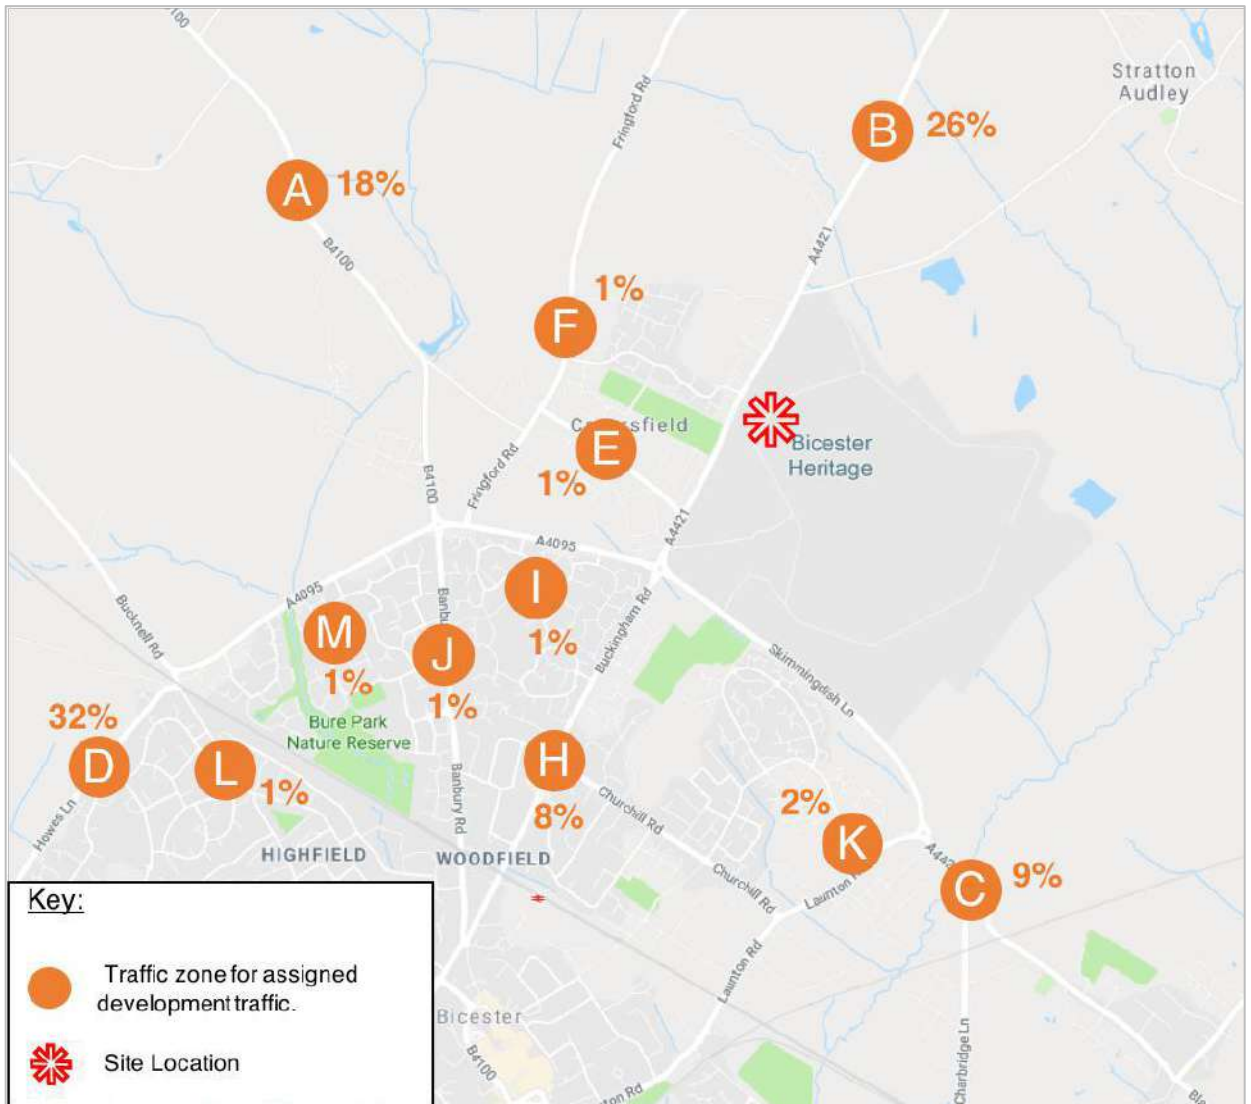 Stratton
Audley
Fringford Rd
B
26%
A
18%
A4421
B4100
1%
F
E
1%
Bicester
Heritage
B4100
Fringford Rd
A4421
A4095
I
1%
A4095
Buckingham Rd
Bucknell Rd
M
1%
J
1%
Skimmingdish Ln
32%
D
L
1%
Bure Park
Nature Reserve
H
8%
Banbury Rd
Churchill Rd
2%
K
Howes Ln
HIGHFIELD
WOODFIELD
C
9%
Churchill Rd
Launton Rd
Bicester
B4100
Charbridge Ln
Key:
Traffic zone for assigned
development traffic.
Site Location